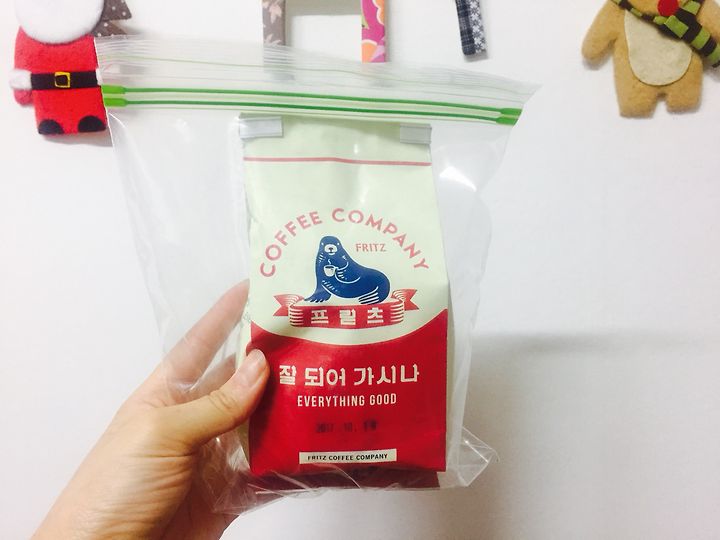 COFFEE COMPANY
FRITZ
프릳츠
잘 되어 가시나
EVERYTHING GOOD
FRITZ COFFEE COMPANY